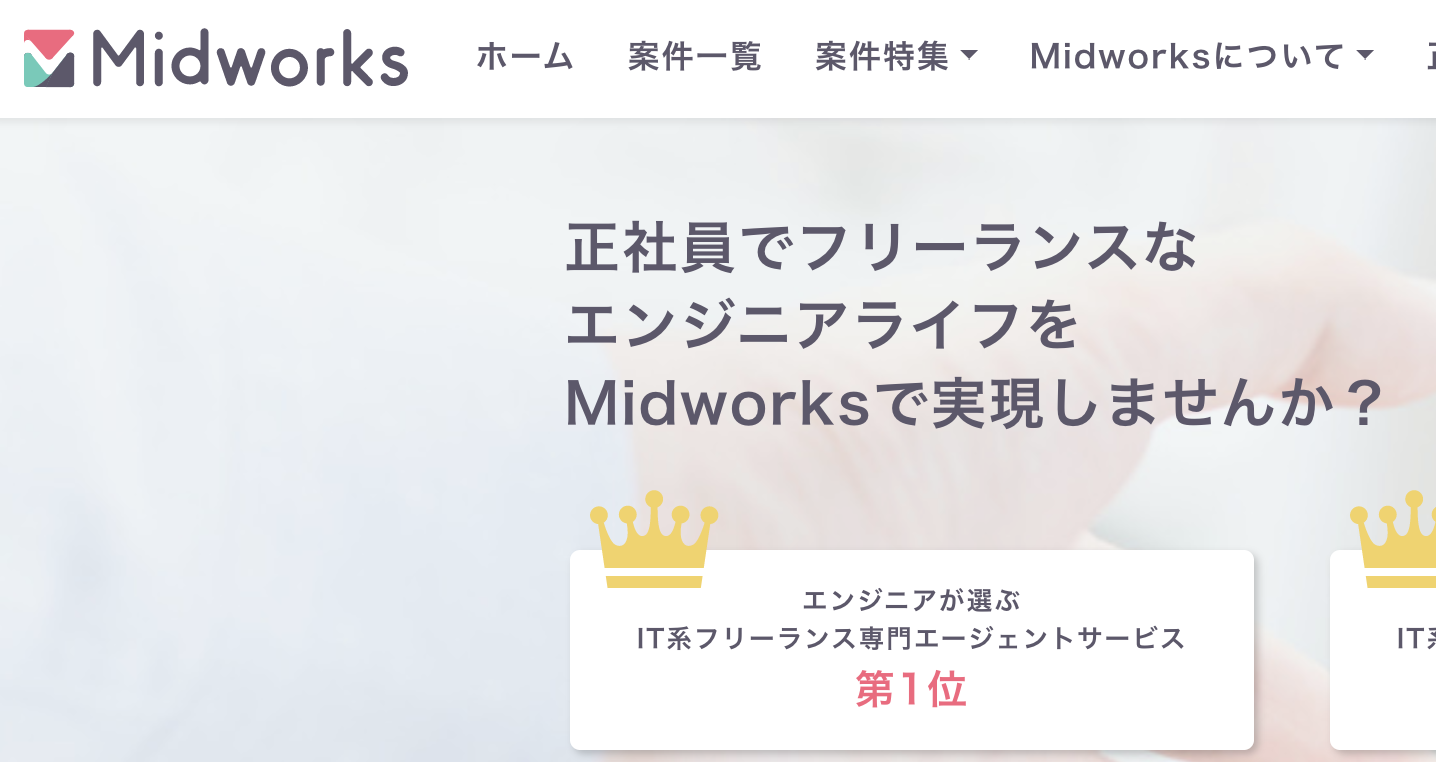 Midworks ホーム 案件一覧 案件特集 Midworksについて
正社員でフリーランスな
エンジニアライフを
Midworksで実現しませんか？
エンジニアが選ぶ
IT系フリーランス専門エージェントサービス
第1位
IT